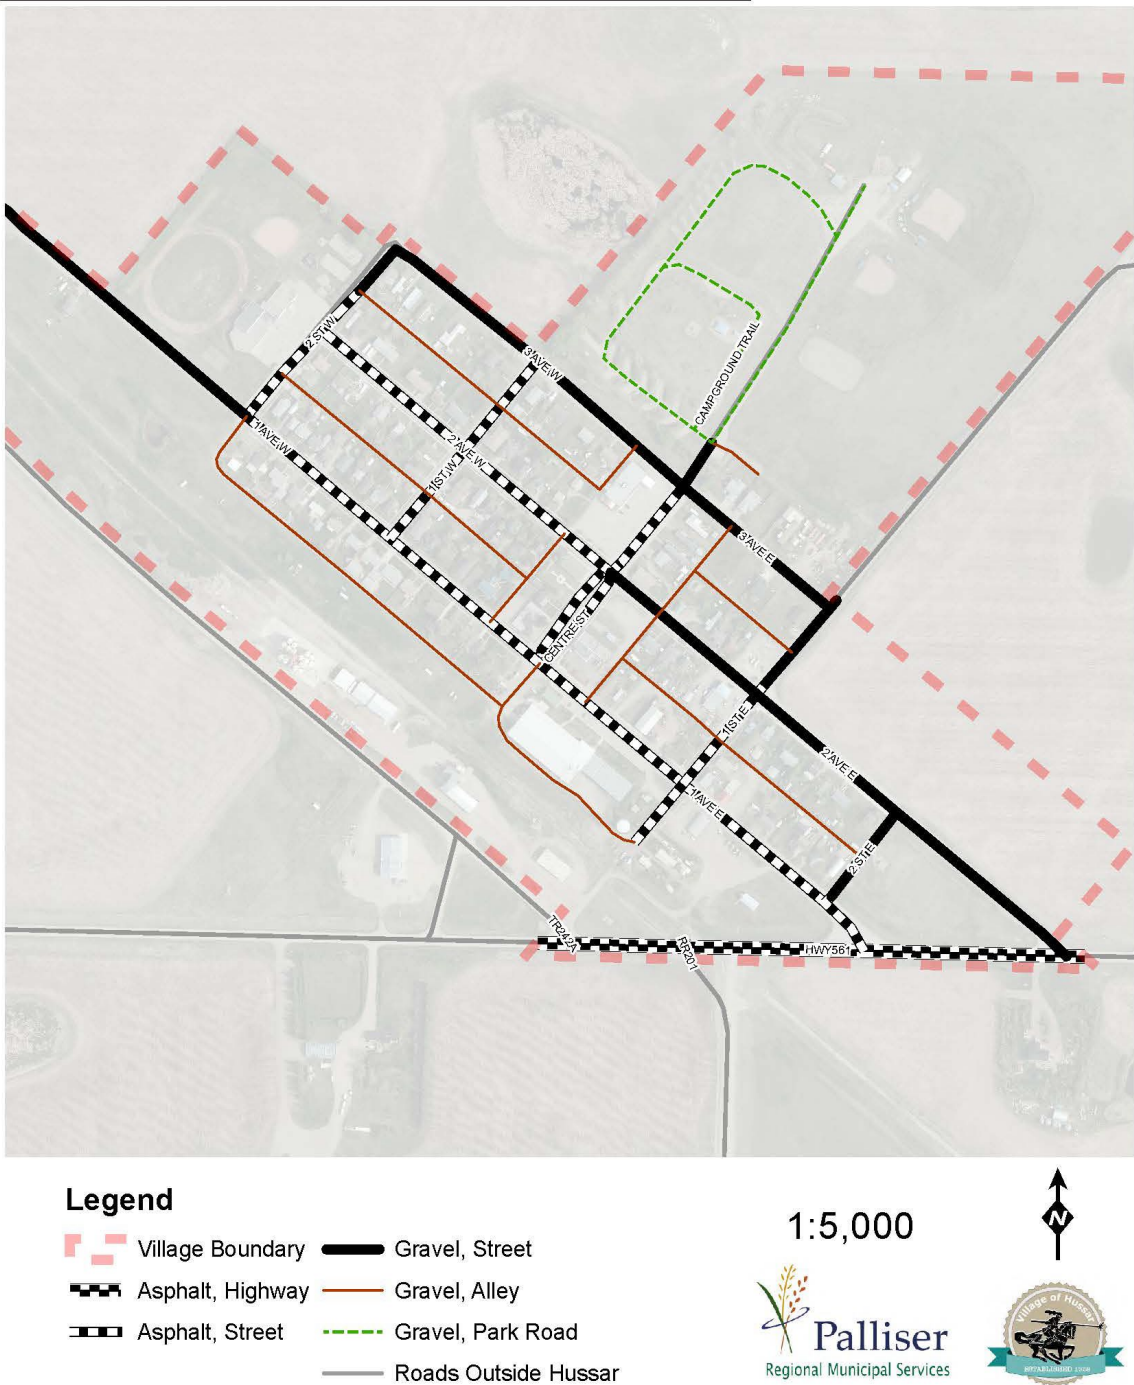 2 ST W
3 AVE W
CAMPGROUND TRAIL
1 AVE W
2 AVE W
1 ST W
3 AVE E
CENTRE ST
1 ST E
2 AVE E
1 AVE E
2 ST E
TR242A
RR201
HWY561
Legend
Village Boundary
Gravel, Street
Asphalt, Highway
Gravel, Alley
Asphalt, Street
Gravel, Park Road
Roads Outside Hussar
1:5,000
N
Palliser
Regional Municipal Services
Village of Hussar